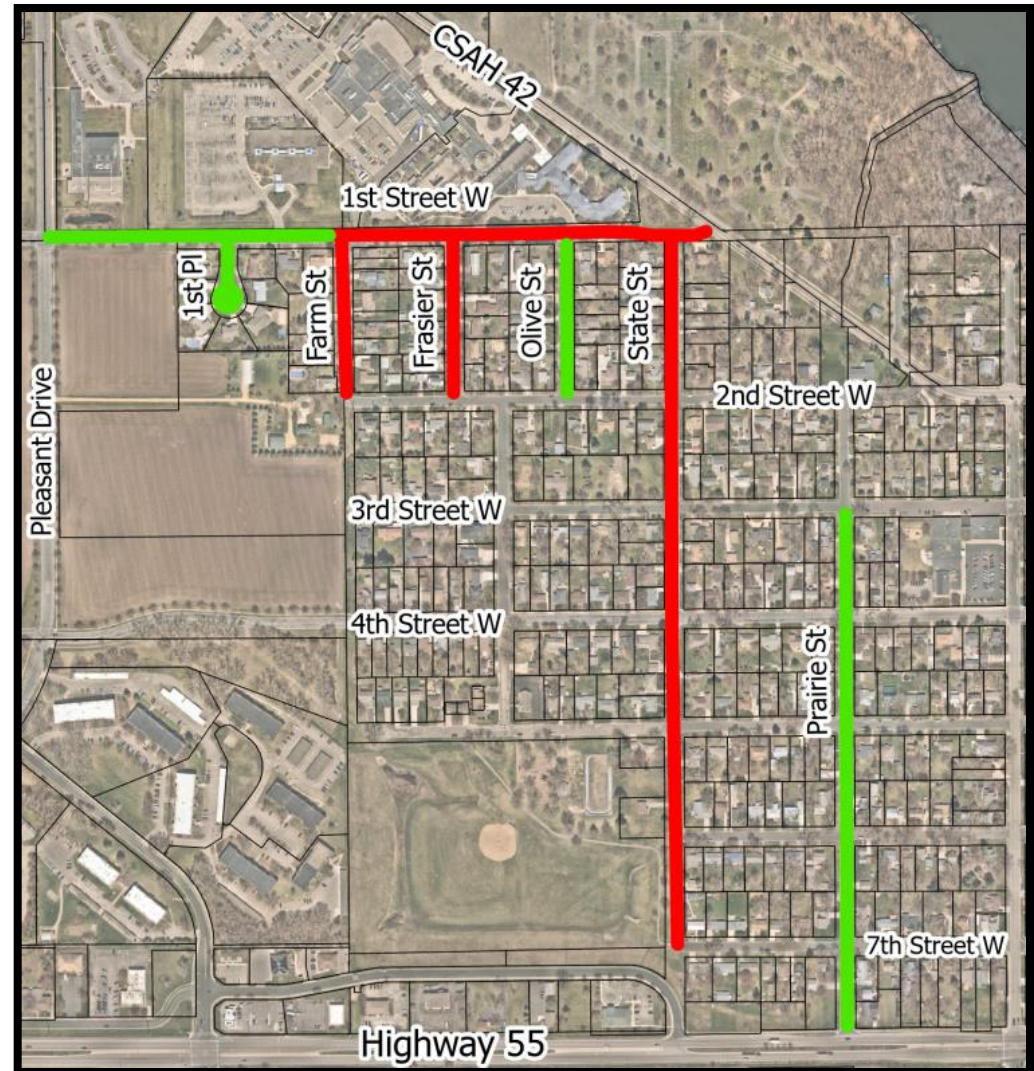 CSAH 42
1st Street W
1st Pl
Farm St
Frasier St
Olive St
State St
2nd Street W
Pleasant Drive
3rd Street W
4th Street W
Prairie St
7th Street W
Highway 55